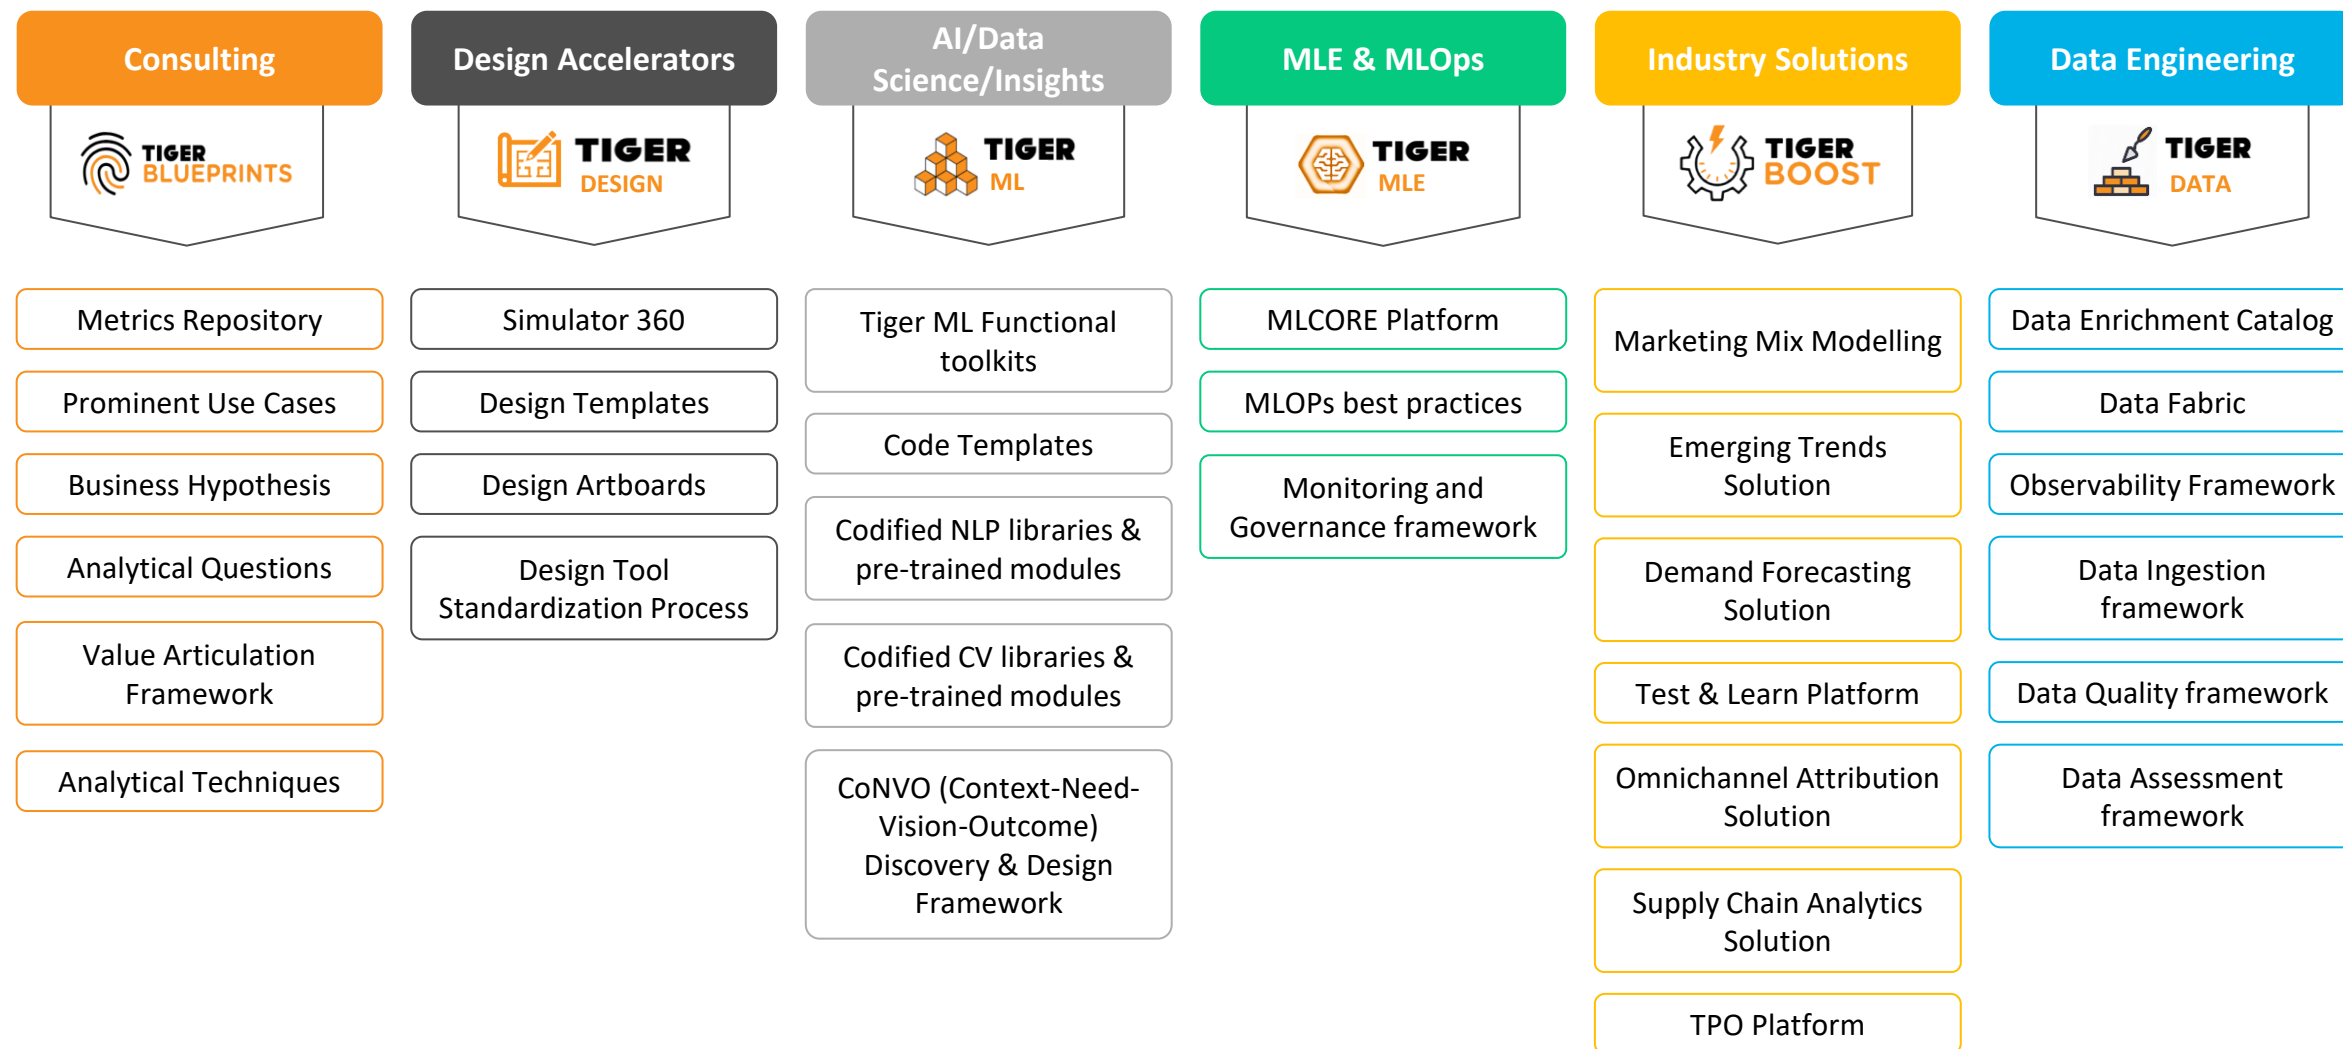 Consulting
TIGER
BLUEPRINTS
Metrics Repository
Prominent Use Cases
Business Hypothesis
Analytical Questions
Value Articulation
Framework
Analytical Techniques
Design Accelerators
TIGER
DESIGN
Simulator 360
Design Templates
Design Artboards
Design Tool
Standardization Process
AI/Data
Science/Insights
TIGER
ML
Tiger ML Functional
toolkits
Code Templates
Codified NLP libraries &
pre-trained modules
Codified CV libraries &
pre-trained modules
CoNVO (Context-Need-
Vision-Outcome)
Discovery & Design
Framework
MLE & MLOps
TIGER
MLE
MLCORE Platform
MLOPs best practices
Monitoring and
Governance framework
Industry Solutions
TIGER
BOOST
Marketing Mix Modelling
Emerging Trends
Solution
Demand Forecasting
Solution
Test & Learn Platform
Omnichannel Attribution
Solution
Supply Chain Analytics
Solution
TPO Platform
Data Engineering
TIGER
DATA
Data Enrichment Catalog
Data Fabric
Observability Framework
Data Ingestion
framework
Data Quality framework
Data Assessment
framework